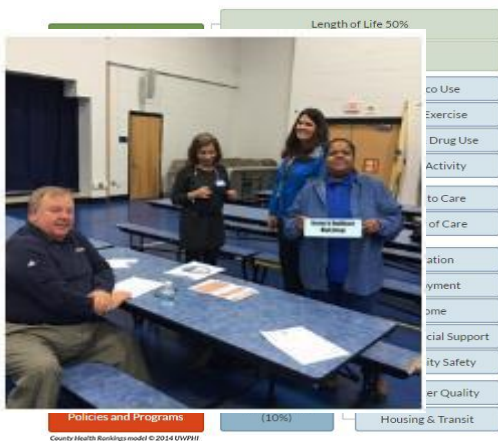 Length of Life 50%
co Use
Exercise
Drug Use
Activity
to Care
of Care
ation
yment
ome
cial Support
ity Safety
er Quality
Policies and Programs
(10%)
Housing & Transit
County Health Rankings model © 2014 UWPHI